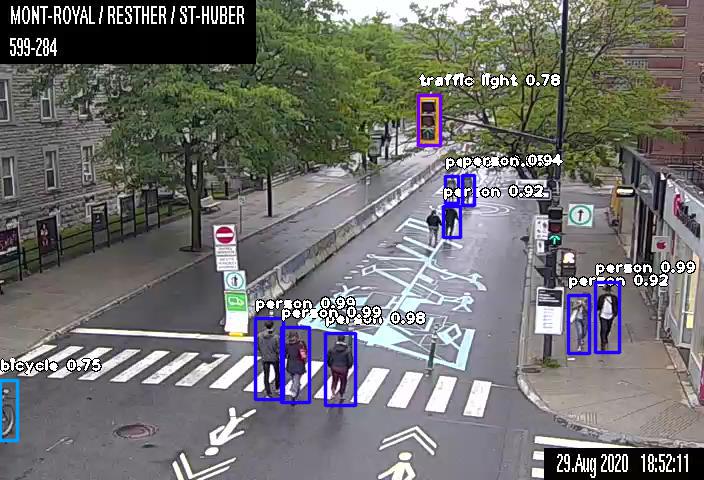 MONT-ROYAL / RESTHER / ST-HUBER
599-284
traffic light 0.78
person 0.94
person 0.92
person 0.99
person 0.92
person 0.99
person 0.99
person 0.98
bicycle 0.75
29.Aug 2020 18:52:11